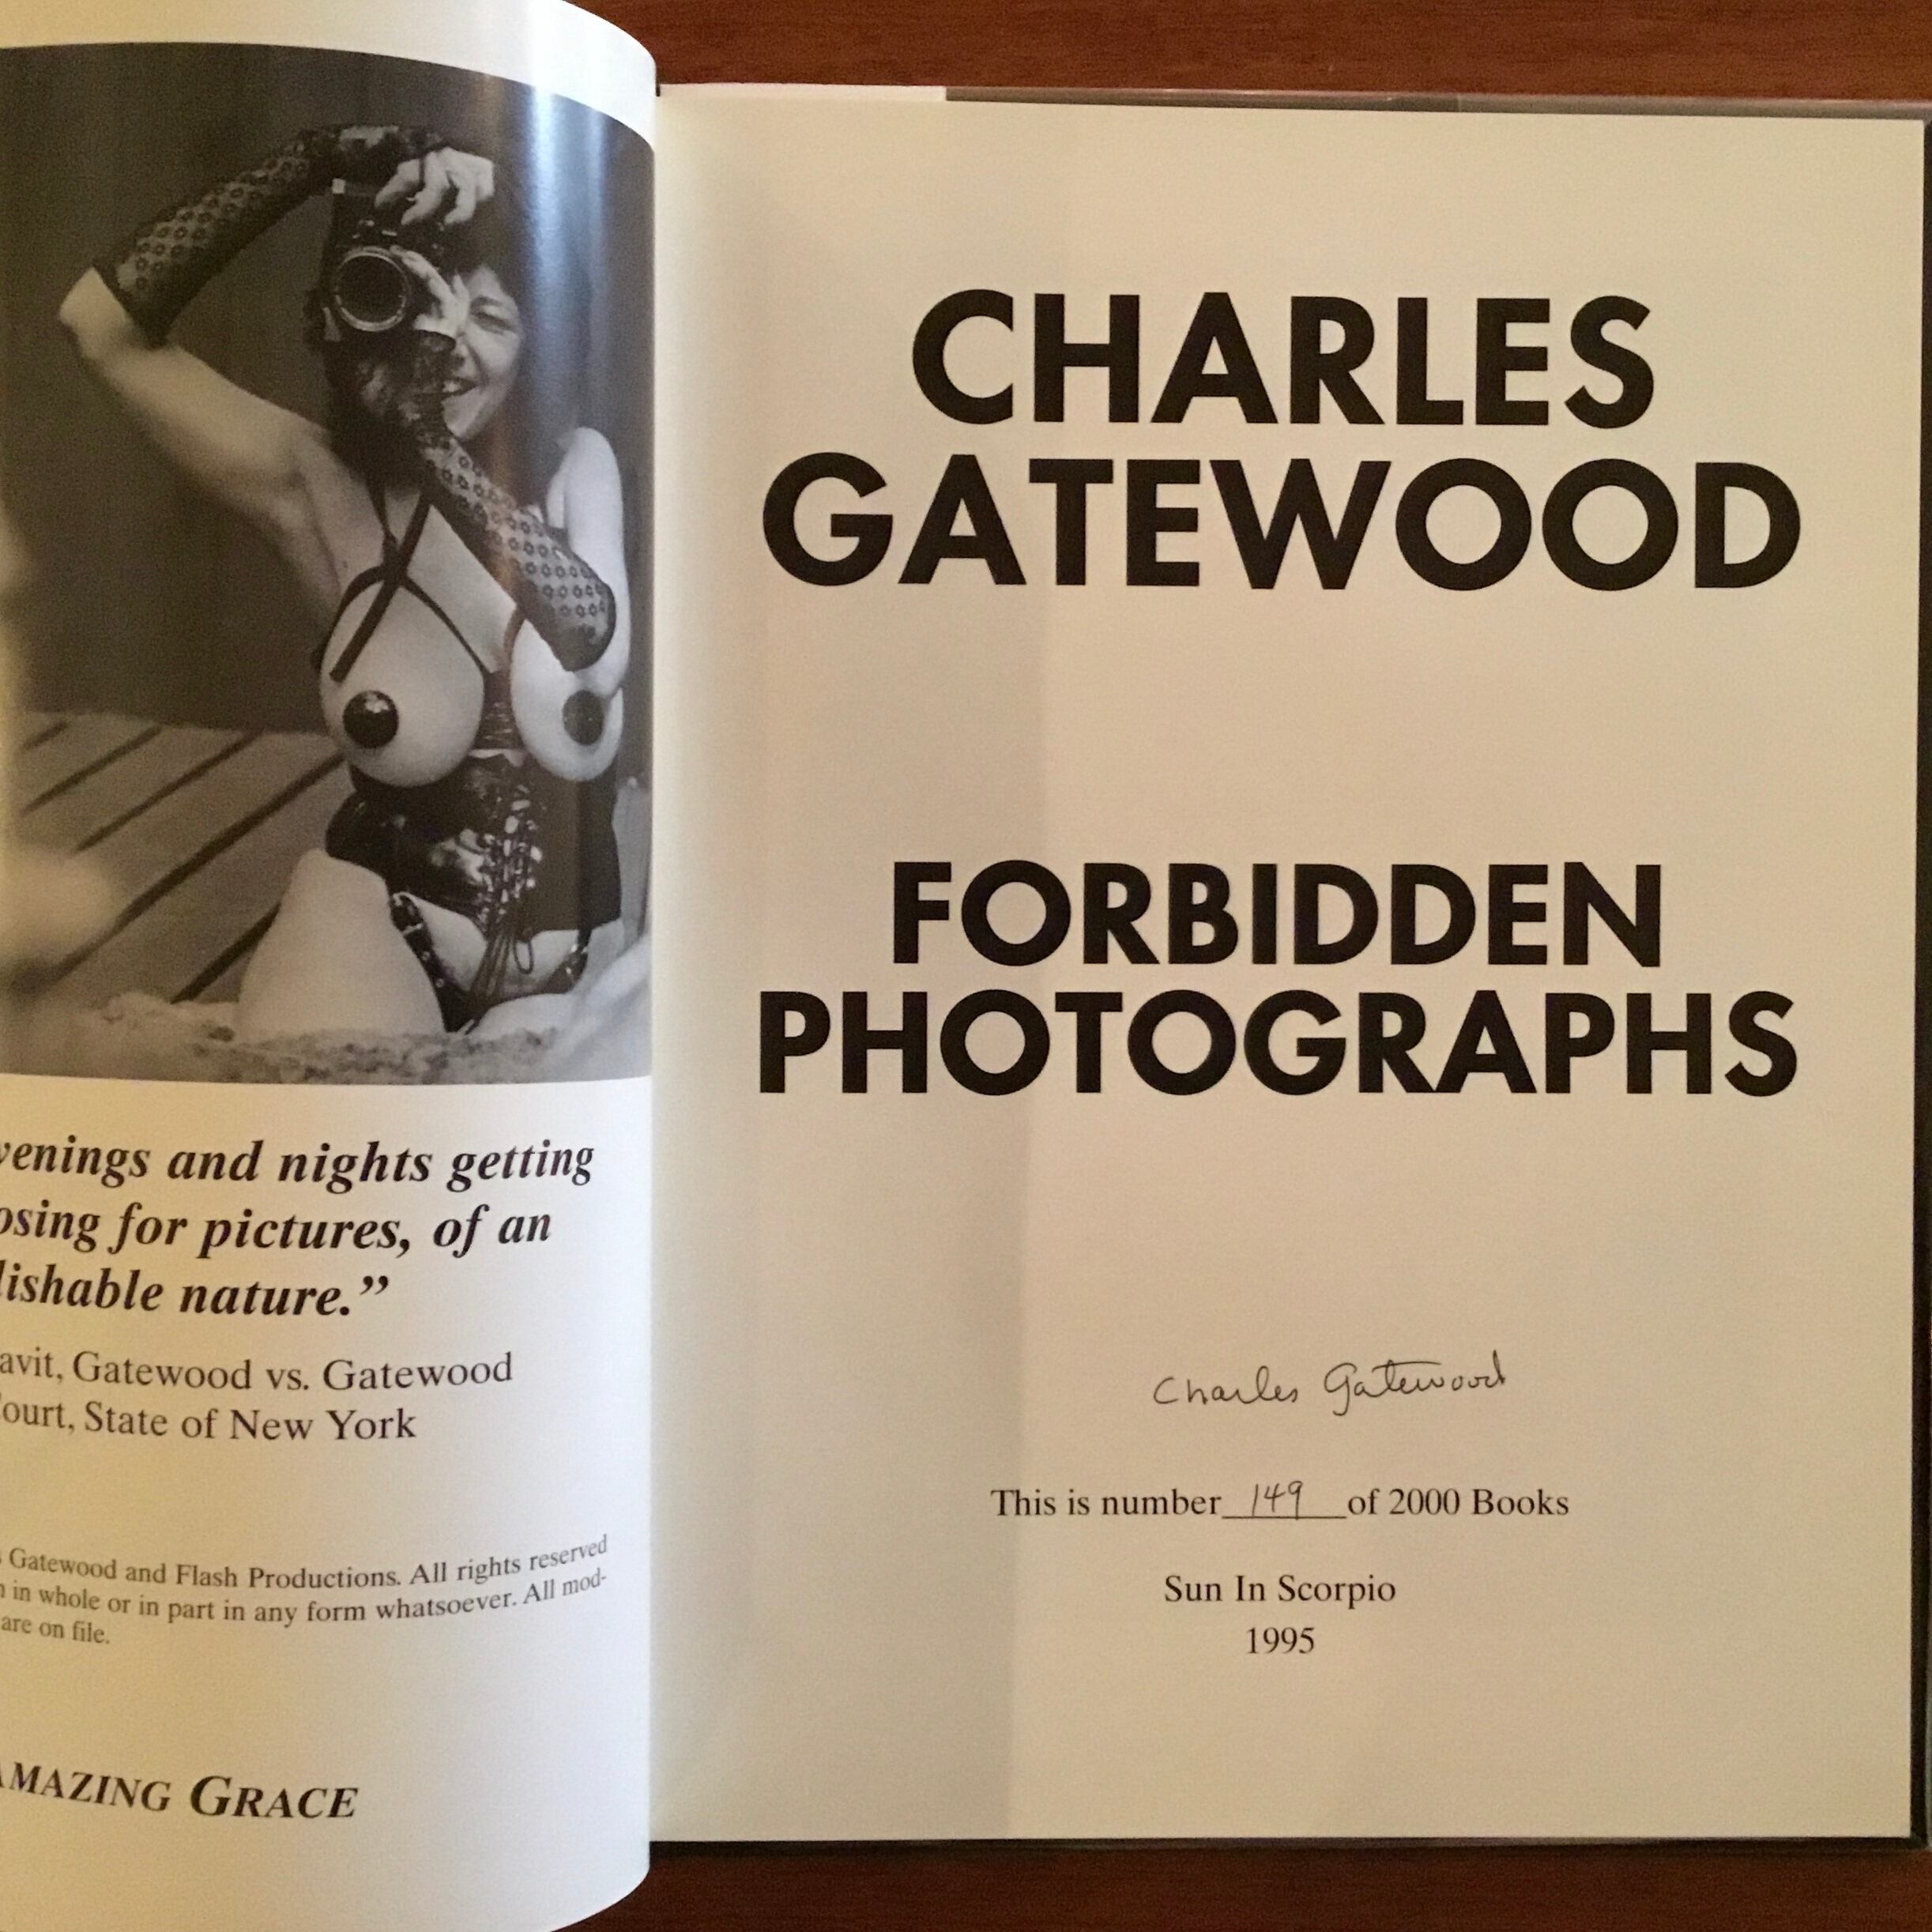 venings and nights getting
osing for pictures, of an
lishable nature.”
avit, Gatewood vs. Gatewood
ourt, State of New York
Gatewood and Flash Productions. All rights reserved
in whole or in part in any form whatsoever. All mod-
are on file.
AMAZING GRACE
CHARLES
GATEWOOD
FORBIDDEN
PHOTOGRAPHS
Charles Gatewood
This is number 149 of 2000 Books
Sun In Scorpio
1995